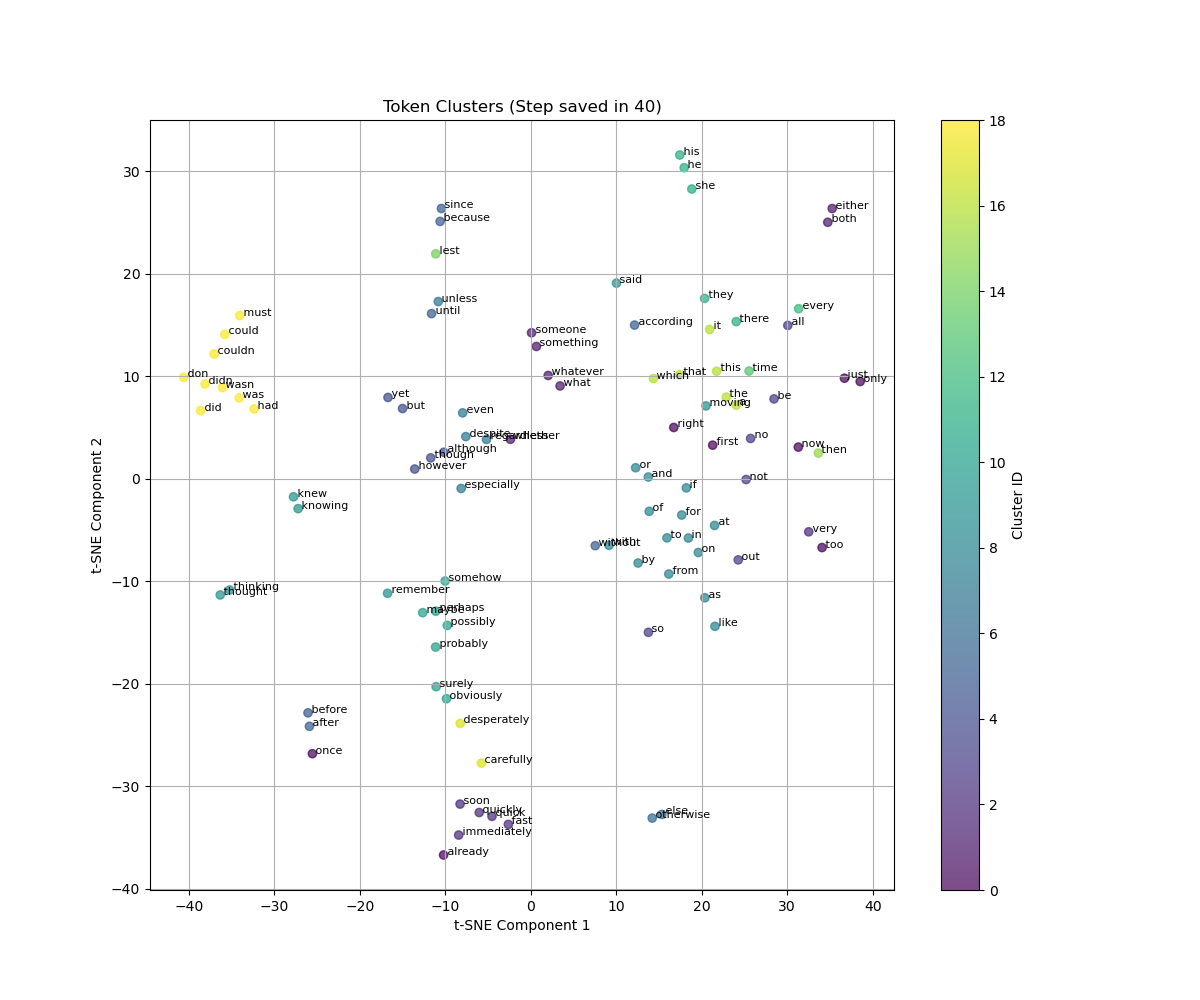 Token Clusters (Step saved in 40)
his
he
she
since
because
either
both
lest
said
unless
until
they
every
must
according
there
all
could
it
someone
something
couldn
which
that
this
time
don
didn
wasn
whatever
what
just
only
was
had
did
yet
but
even
the
a
moving
be
despite
regardless
right
no
first
now
then
although
though
however
or
and
not
especially
if
knew
knowing
of
for
at
very
without
with
to
in
on
too
by
out
from
thinking
thought
somehow
remember
as
maybe
perhaps
possibly
so
like
probably
surely
obviously
before
after
desperately
once
carefully
soon
quickly
quick
fast
else
otherwise
immediately
already
30
20
10
0
−10
−20
−30
−40
t-SNE Component 2
−40 −30 −20 −10 0 10 20 30 40
t-SNE Component 1
18
16
14
12
10
8
6
4
2
0
Cluster ID